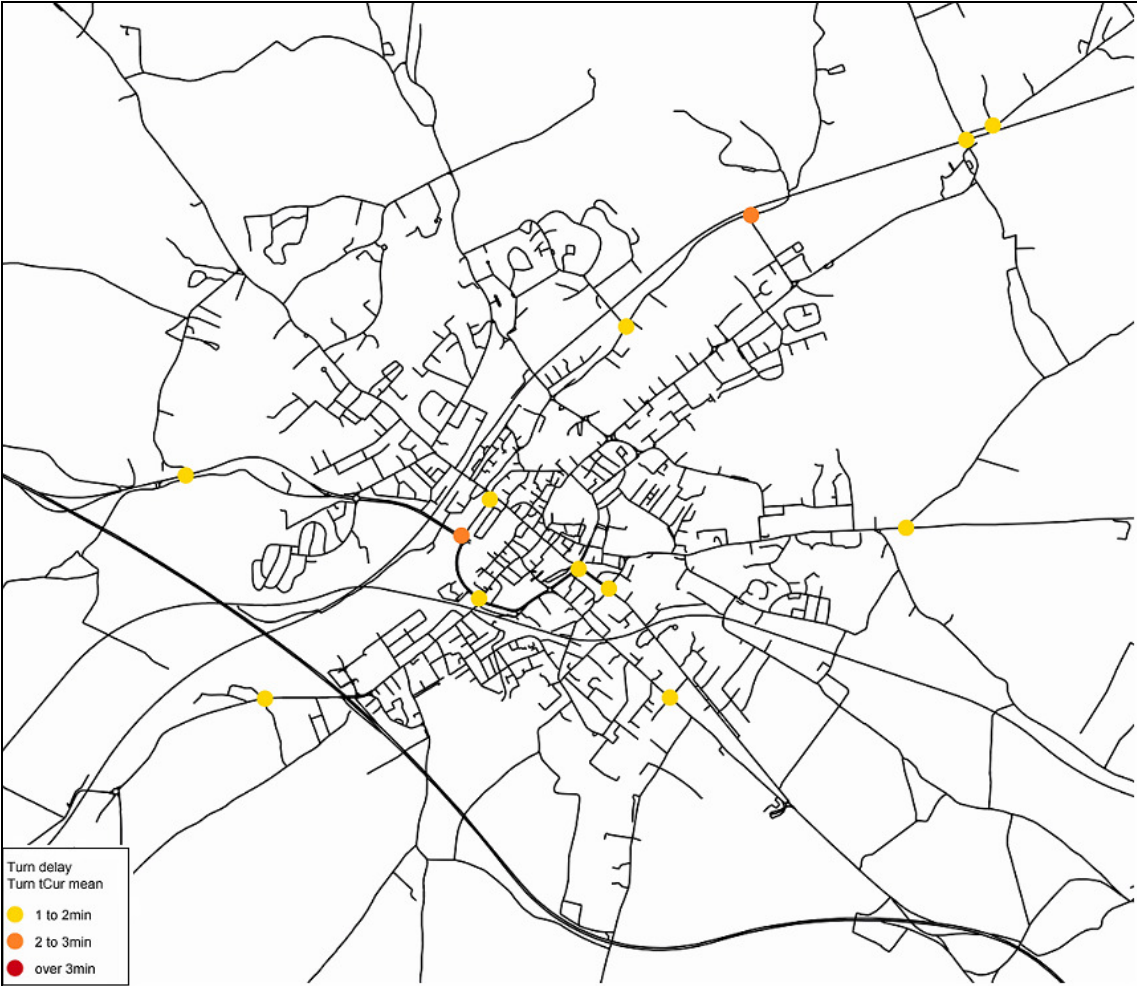 Turn delay
Turn tCur mean
1 to 2min
2 to 3min
over 3min